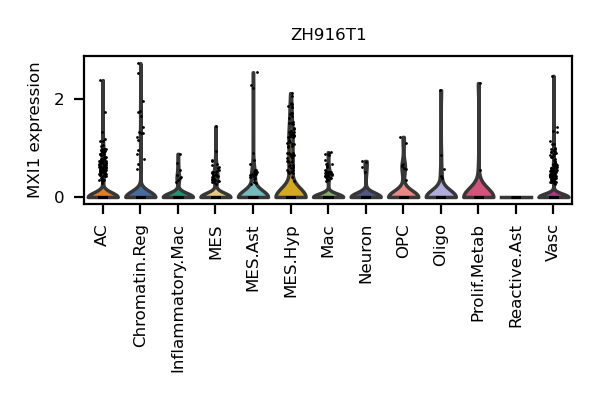 ZH916T1
MXI1 expression
2
0
AC
Chromatin.Reg
Inflammatory.Mac
MES
MES.Ast
MES.Hyp
Mac
Neuron
OPC
Oligo
Prolif.Metab
Reactive.Ast
Vasc